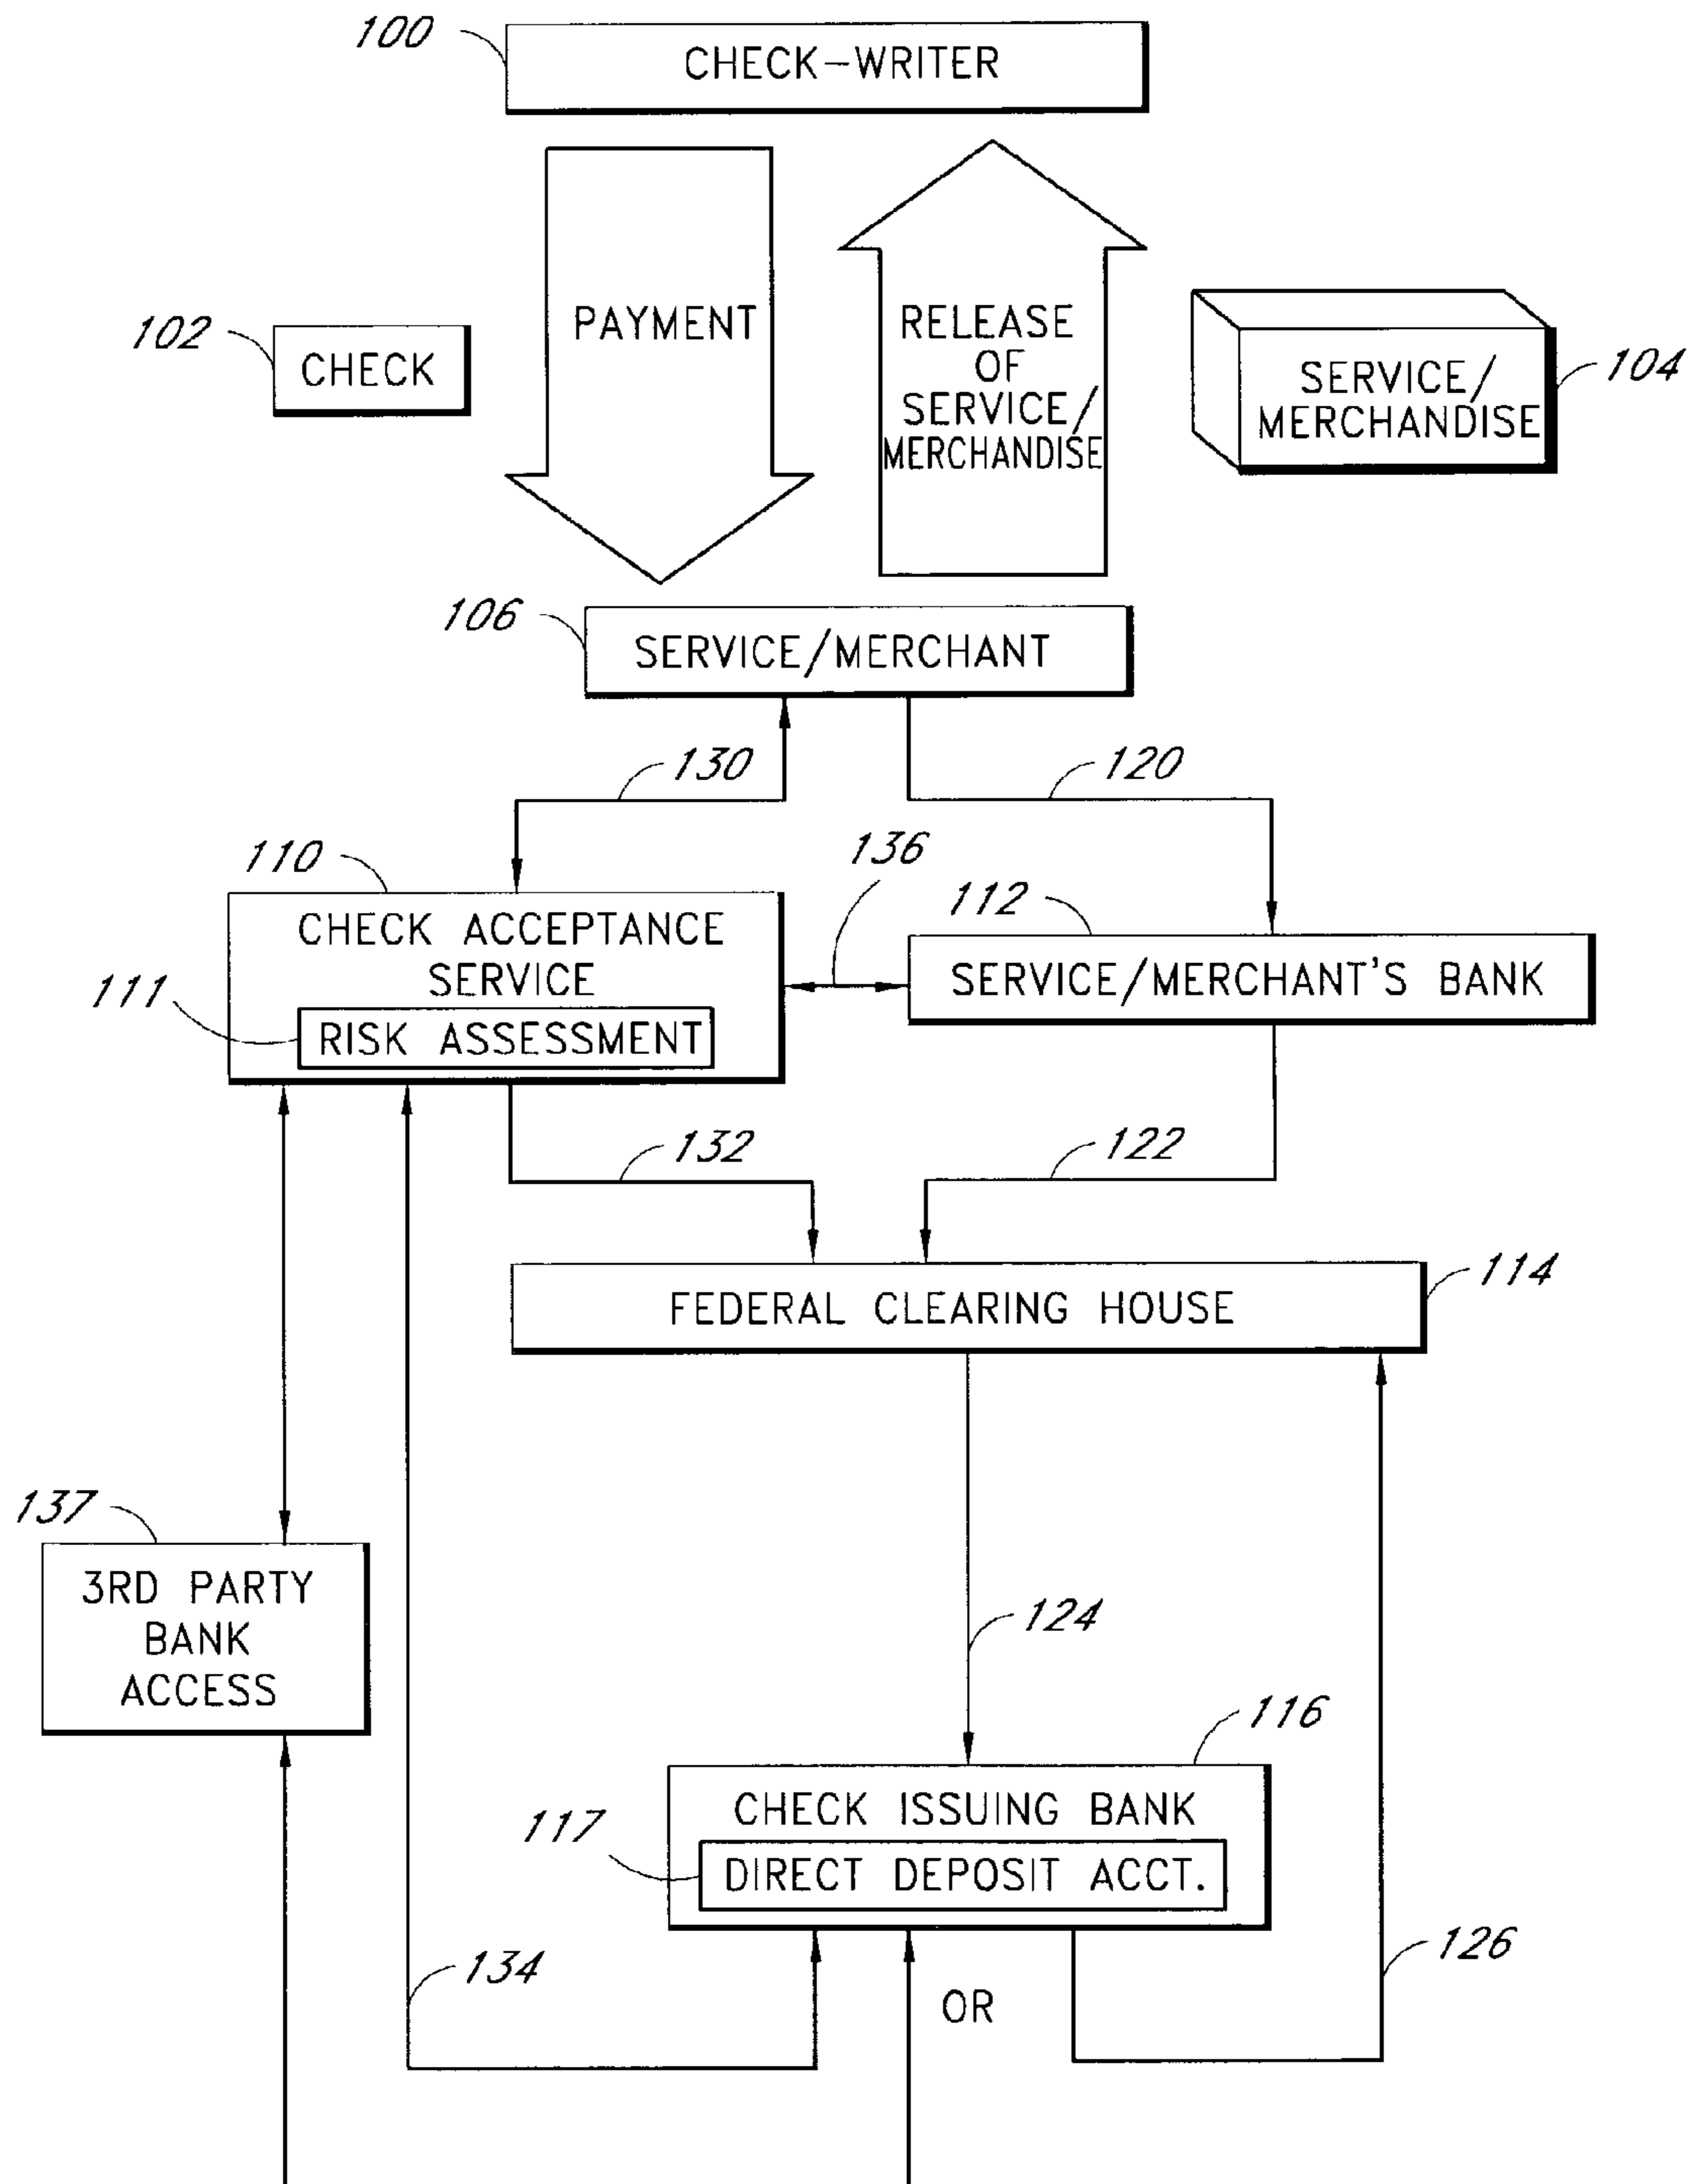 100
CHECK-WRITER
102
CHECK
PAYMENT
RELEASE
OF
SERVICE/
MERCHANDISE
SERVICE/
MERCHANDISE
104
106
SERVICE/MERCHANT
130
120
110
136
112
CHECK ACCEPTANCE
SERVICE
111
RISK ASSESSMENT
SERVICE/MERCHANT'S BANK
132
122
114
FEDERAL CLEARING HOUSE
137
3RD PARTY
BANK
ACCESS
124
116
CHECK ISSUING BANK
117
DIRECT DEPOSIT ACCT.
134
OR
126